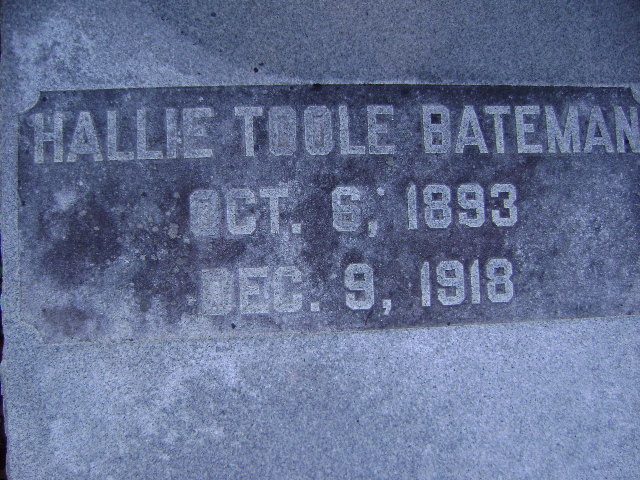 HALLIE TOOLE BATEMAN
OCT. 6, 1893
DEC. 9, 1918